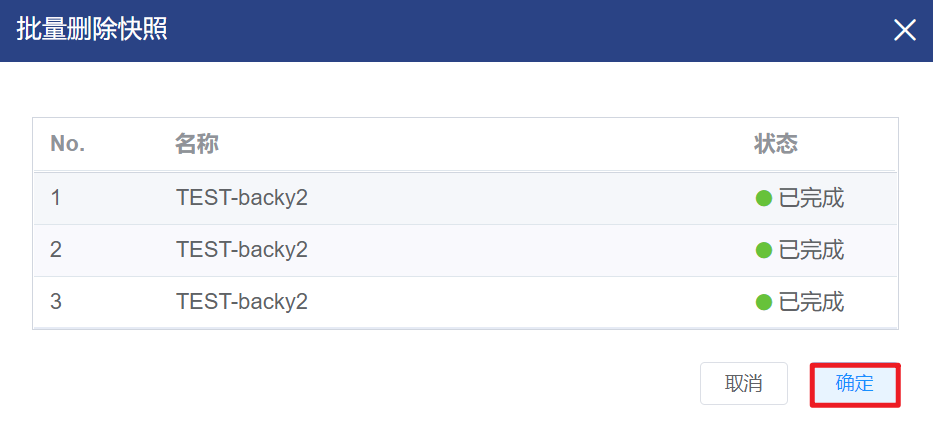 批量删除快照
No. 名称 状态
1 TEST-backy2 已完成
2 TEST-backy2 已完成
3 TEST-backy2 已完成
取消 确定